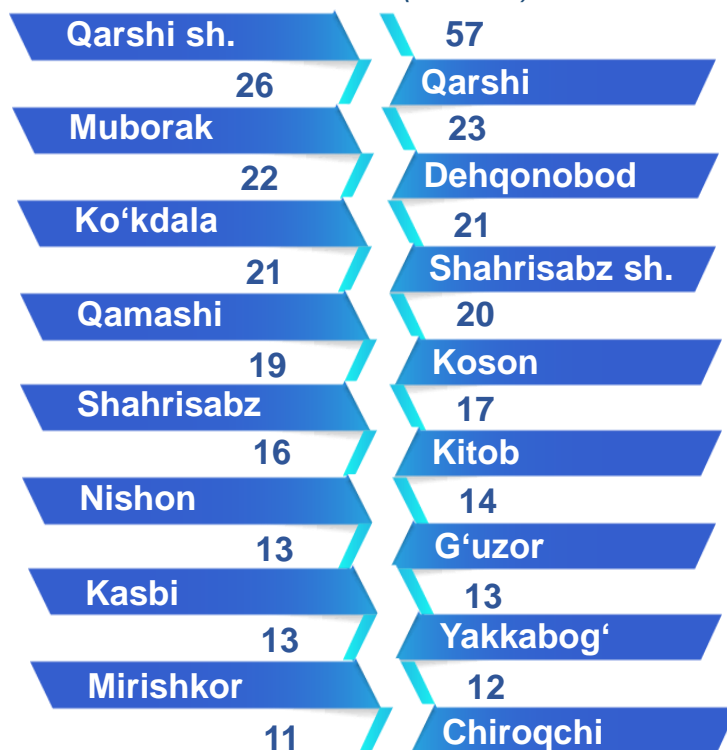 Qarshi sh. 57
26 Qarshi
Muborak 23
22 Dehqonobod
Ko‘kdala 21
21 Shahrisabz sh.
Qamashi 20
19 Koson
Shahrisabz 17
16 Kitob
Nishon 14
13 G‘uzor
Kasbi 13
13 Yakkabog‘
Mirishkor 12
11 Chiroqchi